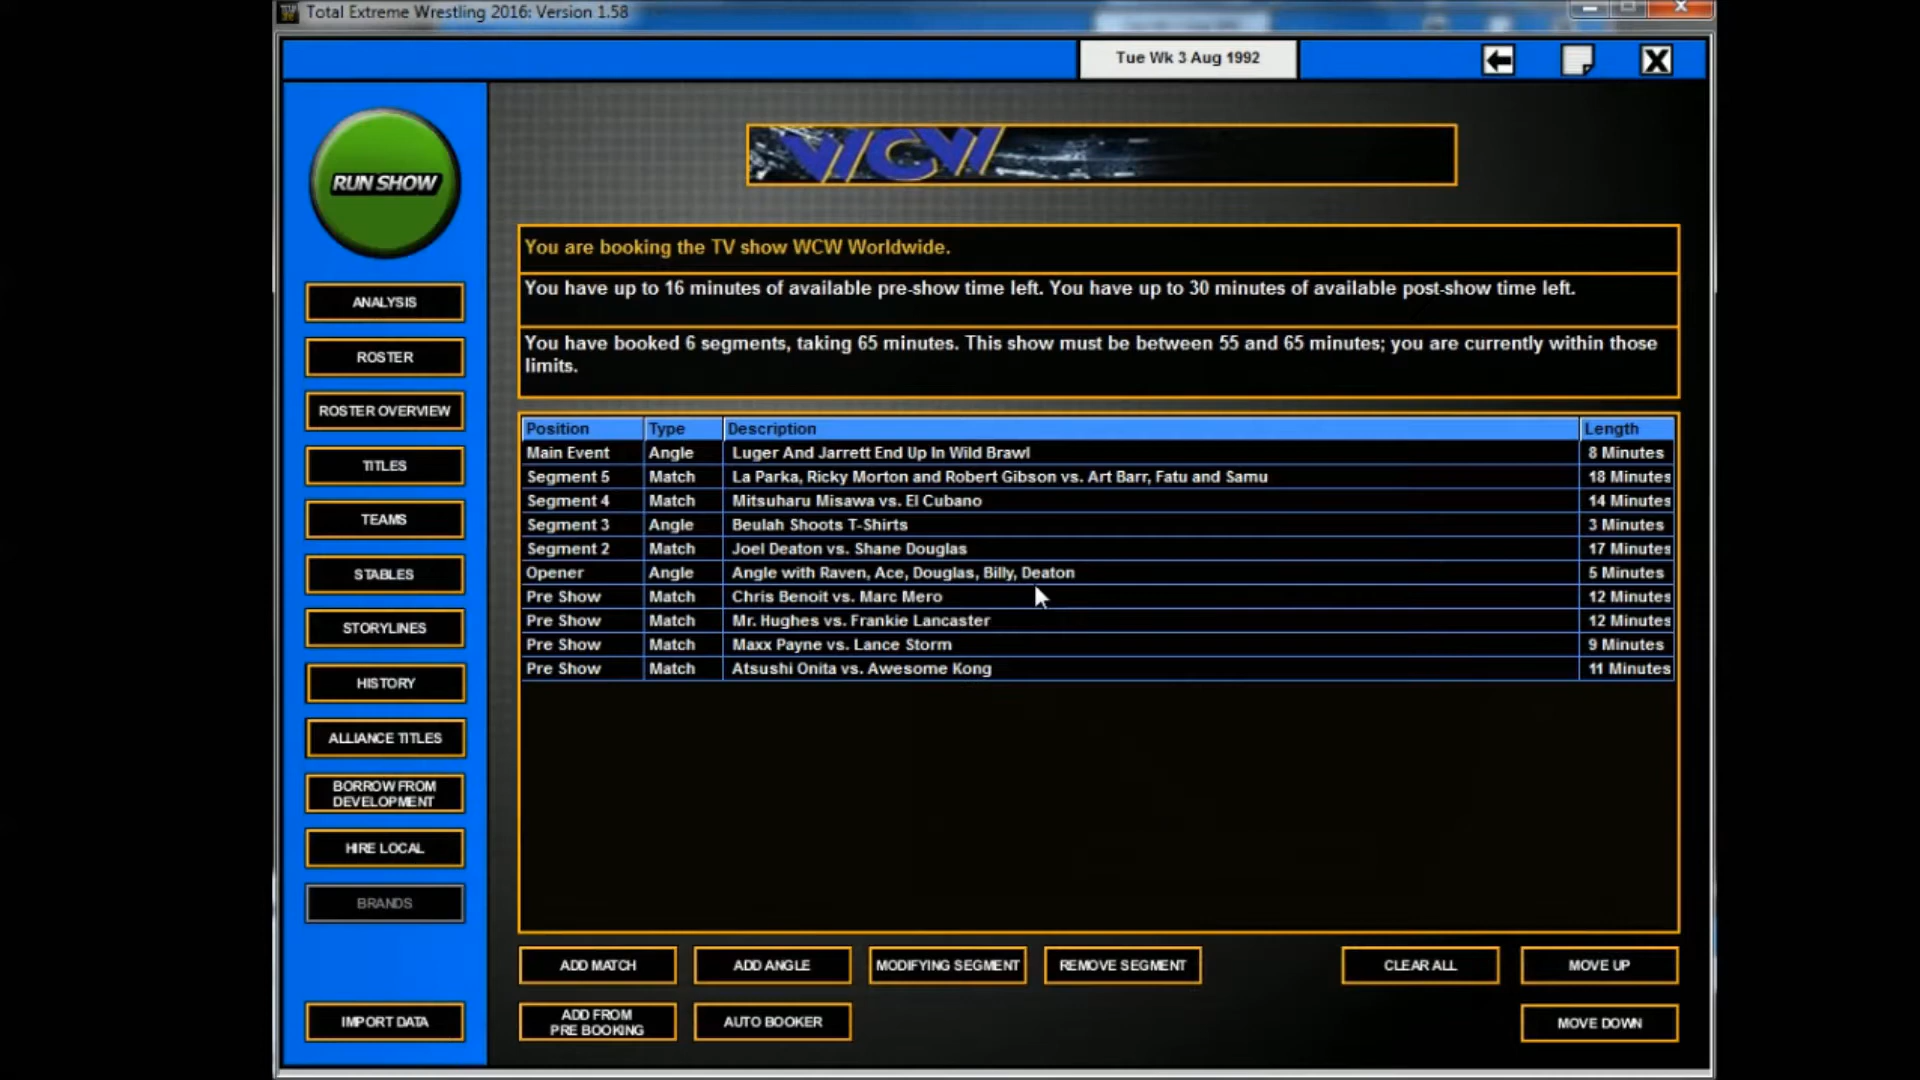 Total Extreme Wrestling 2016: Version 1.58
Tue Wk 3 Aug 1992
RUN SHOW
WCW
You are booking the TV show WCW Worldwide.
You have up to 16 minutes of available pre-show time left. You have up to 30 minutes of available post-show time left.
You have booked 6 segments, taking 65 minutes. This show must be between 55 and 65 minutes; you are currently within those
limits.
ANALYSIS
ROSTER
ROSTER OVERVIEW
TITLES
TEAMS
STABLES
STORYLINES
HISTORY
ALLIANCE TITLES
BORROW FROM
DEVELOPMENT
HIRE LOCAL
BRANDS
IMPORT DATA
Position Type Description Length
Main Event Angle Luger And Jarrett End Up In Wild Brawl 8 Minutes
Segment 5 Match La Parka, Ricky Morton and Robert Gibson vs. Art Barr, Fatu and Samu 18 Minutes
Segment 4 Match Mitsuharu Misawa vs. El Cubano 14 Minutes
Segment 3 Angle Beulah Shoots T-Shirts 3 Minutes
Segment 2 Match Joel Deaton vs. Shane Douglas 17 Minutes
Opener Angle Angle with Raven, Ace, Douglas, Billy, Deaton 5 Minutes
Pre Show Match Chris Benoit vs. Marc Mero 12 Minutes
Pre Show Match Mr. Hughes vs. Frankie Lancaster 12 Minutes
Pre Show Match Maxx Payne vs. Lance Storm 9 Minutes
Pre Show Match Atsushi Onita vs. Awesome Kong 11 Minutes
ADD MATCH ADD ANGLE MODIFYING SEGMENT REMOVE SEGMENT CLEAR ALL MOVE UP
ADD FROM
PRE BOOKING
AUTO BOOKER MOVE DOWN